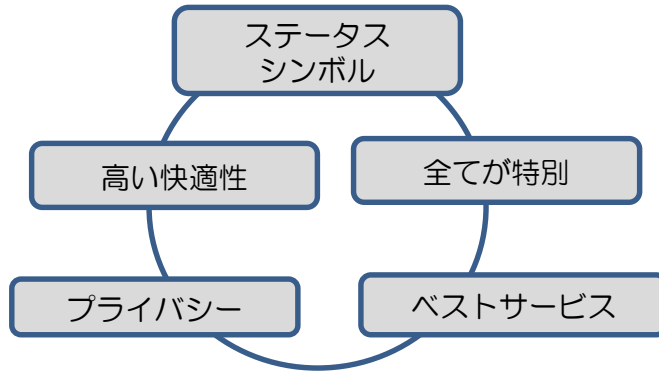 ステータス
シンボル
高い快適性
全てが特別
プライバシー
ベストサービス